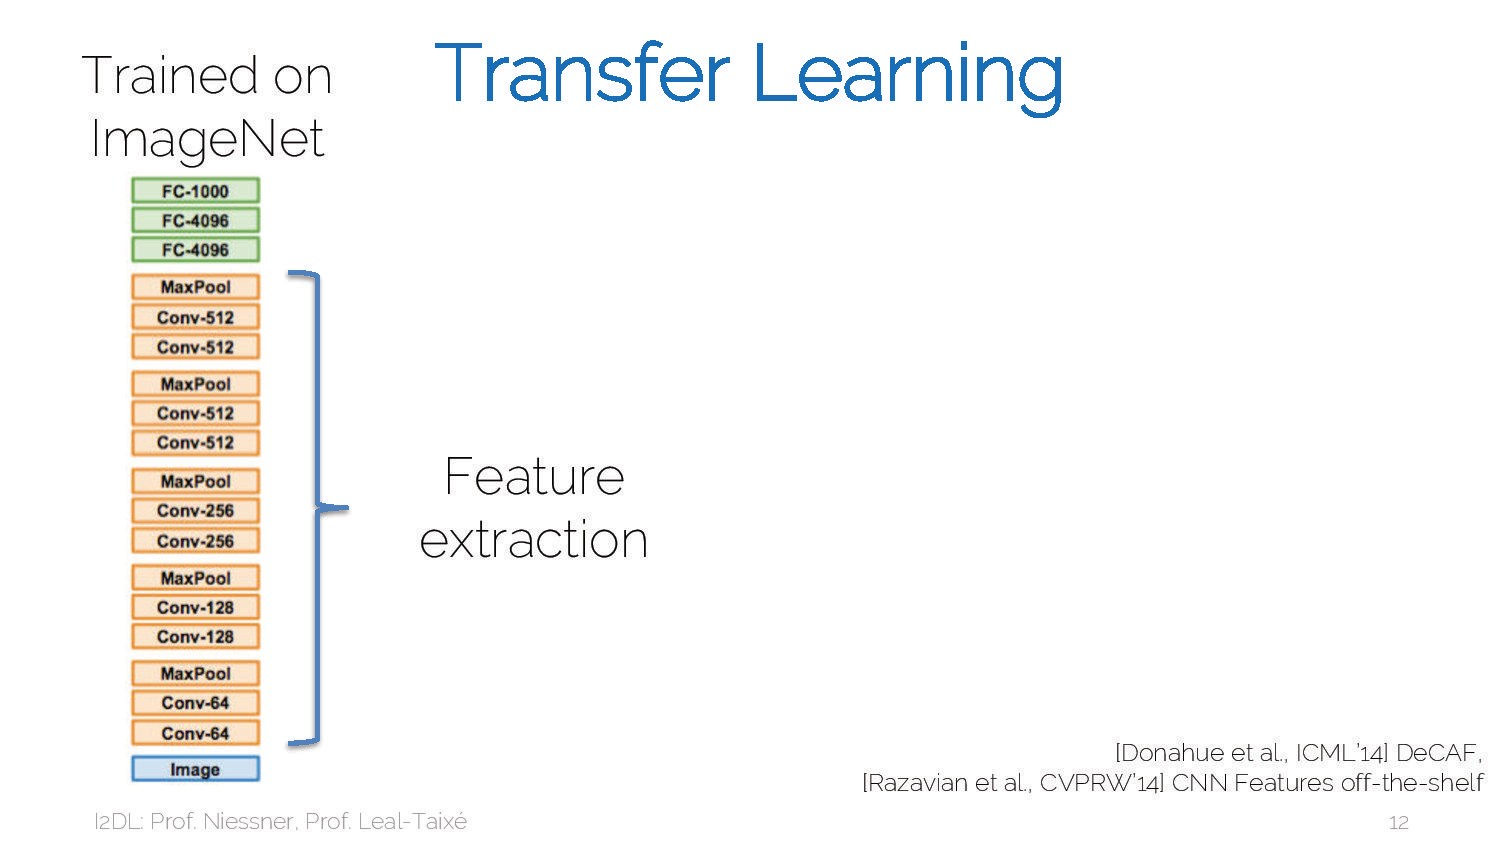 Trained on
ImageNet
Transfer Learning
FC-1000
FC-4096
FC-4096
MaxPool
Conv-512
Conv-512
MaxPool
Conv-512
Conv-512
MaxPool
Conv-256
Conv-256
MaxPool
Conv-128
Conv-128
MaxPool
Conv-64
Conv-64
Image
Feature
extraction
[Donahue et al., ICML'14] DeCAF,
[Razavian et al., CVPRW'14] CNN Features off-the-shelf
I2DL: Prof. Niessner, Prof. Leal-Taixé
12